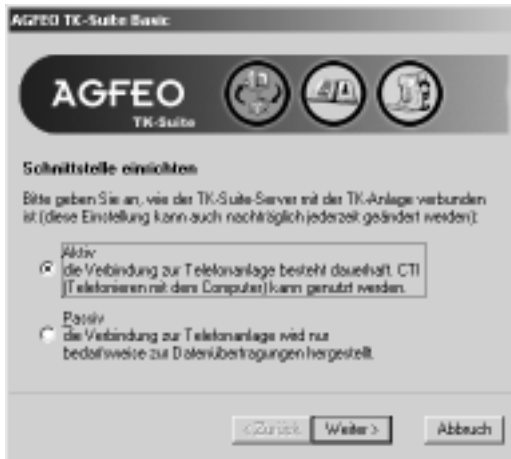 AGFEO TK-Suite Basic
AGFEO
TK-Suite
Schnittstelle einrichten
Bitte geben Sie an, wie der TK-Suite-Server mit der TK-Anlage verbunden
ist (diese Einstellung kann auch nachträglich jederzeit geändert werden):
Aktiv
die Verbindung zur Telefonanlage besteht dauerhaft. CTI
(Telefonieren mit dem Computer) kann genutzt werden.
Passiv
die Verbindung zur Telefonanlage wird nur
bedarfsweise zur Datenübertragungen hergestellt.
< Zurück Weiter > Abbruch